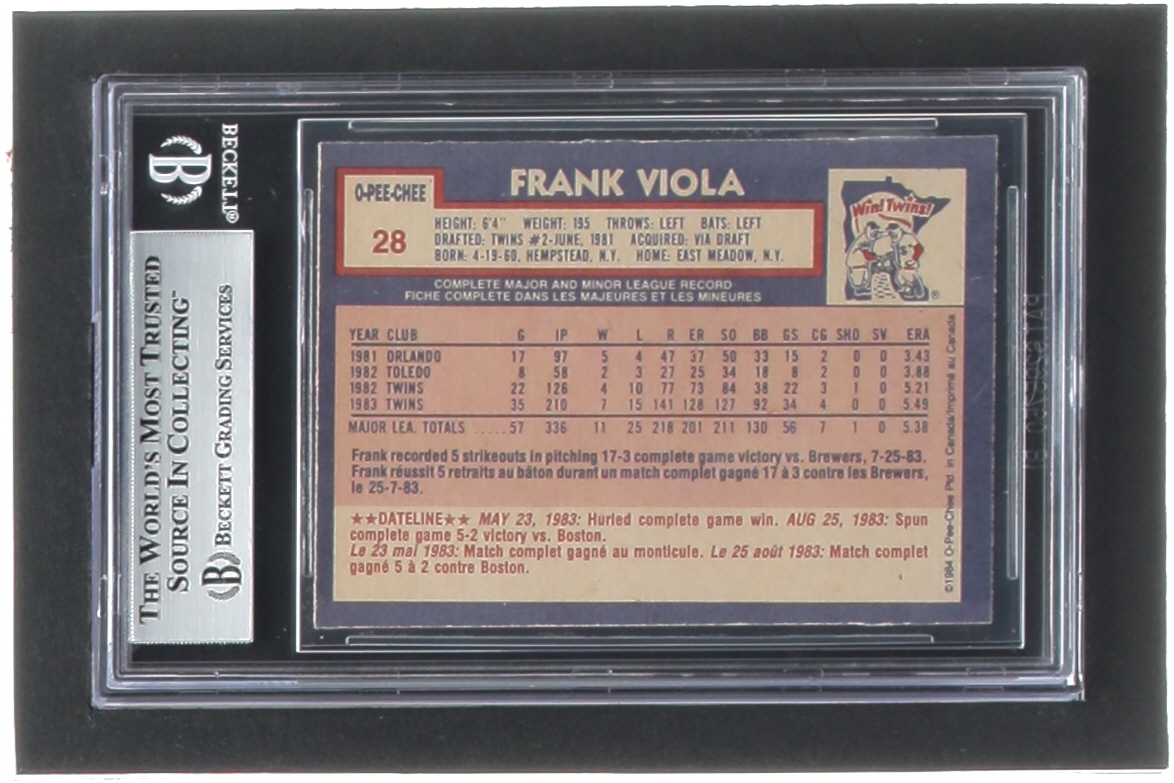 BECKETT®
THE WORLD'S MOST TRUSTED
SOURCE IN COLLECTING™
B BECKETT GRADING SERVICES
O-PEE-CHEE
28
FRANK VIOLA
HEIGHT: 6'4" WEIGHT: 195 THROWS: LEFT BATS: LEFT
DRAFTED: TWINS #2-JUNE, 1981 ACQUIRED: VIA DRAFT
BORN: 4-19-60, HEMPSTEAD, N.Y. HOME: EAST MEADOW, N.Y.
Win! Twins!
®
COMPLETE MAJOR AND MINOR LEAGUE RECORD
FICHE COMPLETE DANS LES MAJEURES ET LES MINEURES
YEAR CLUB G IP W L R ER SO BB GS CG SHO SV ERA
1981 ORLANDO 17 97 5 4 47 37 50 33 15 2 0 0 3.43
1982 TOLEDO 8 58 2 3 27 25 34 18 8 2 0 0 3.88
1982 TWINS 22 126 4 10 77 73 84 38 22 3 1 0 5.21
1983 TWINS 35 210 7 15 141 128 127 92 34 4 0 0 5.49
MAJOR LEA. TOTALS .....57 336 11 25 218 201 211 130 56 7 1 0 5.38
Frank recorded 5 strikeouts in pitching 17-3 complete game victory vs. Brewers, 7-25-83.
Frank réussit 5 retraits au bâton durant un match complet gagné 17 à 3 contre les Brewers,
le 25-7-83.
★★DATELINE★★ MAY 23, 1983: Hurled complete game win. AUG 25, 1983: Spun
complete game 5-2 victory vs. Boston.
Le 23 mai 1983: Match complet gagné au monticule. Le 25 août 1983: Match complet
gagné 5 à 2 contre Boston.
©1984 O-Pee-Chee Ptd. in Canada/Imprimé au Canada